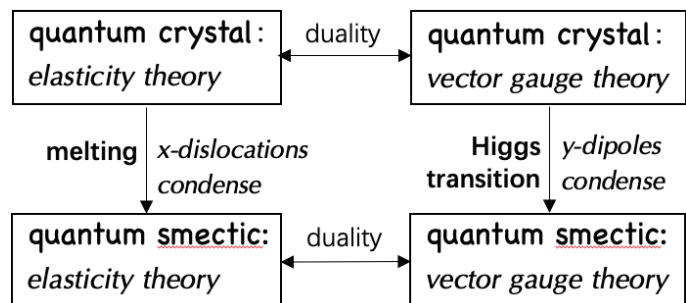 quantum crystal:
elasticity theory
duality
quantum crystal:
vector gauge theory
melting
x-dislocations
condense
Higgs
transition
y-dipoles
condense
quantum smectic:
elasticity theory
duality
quantum smectic:
vector gauge theory